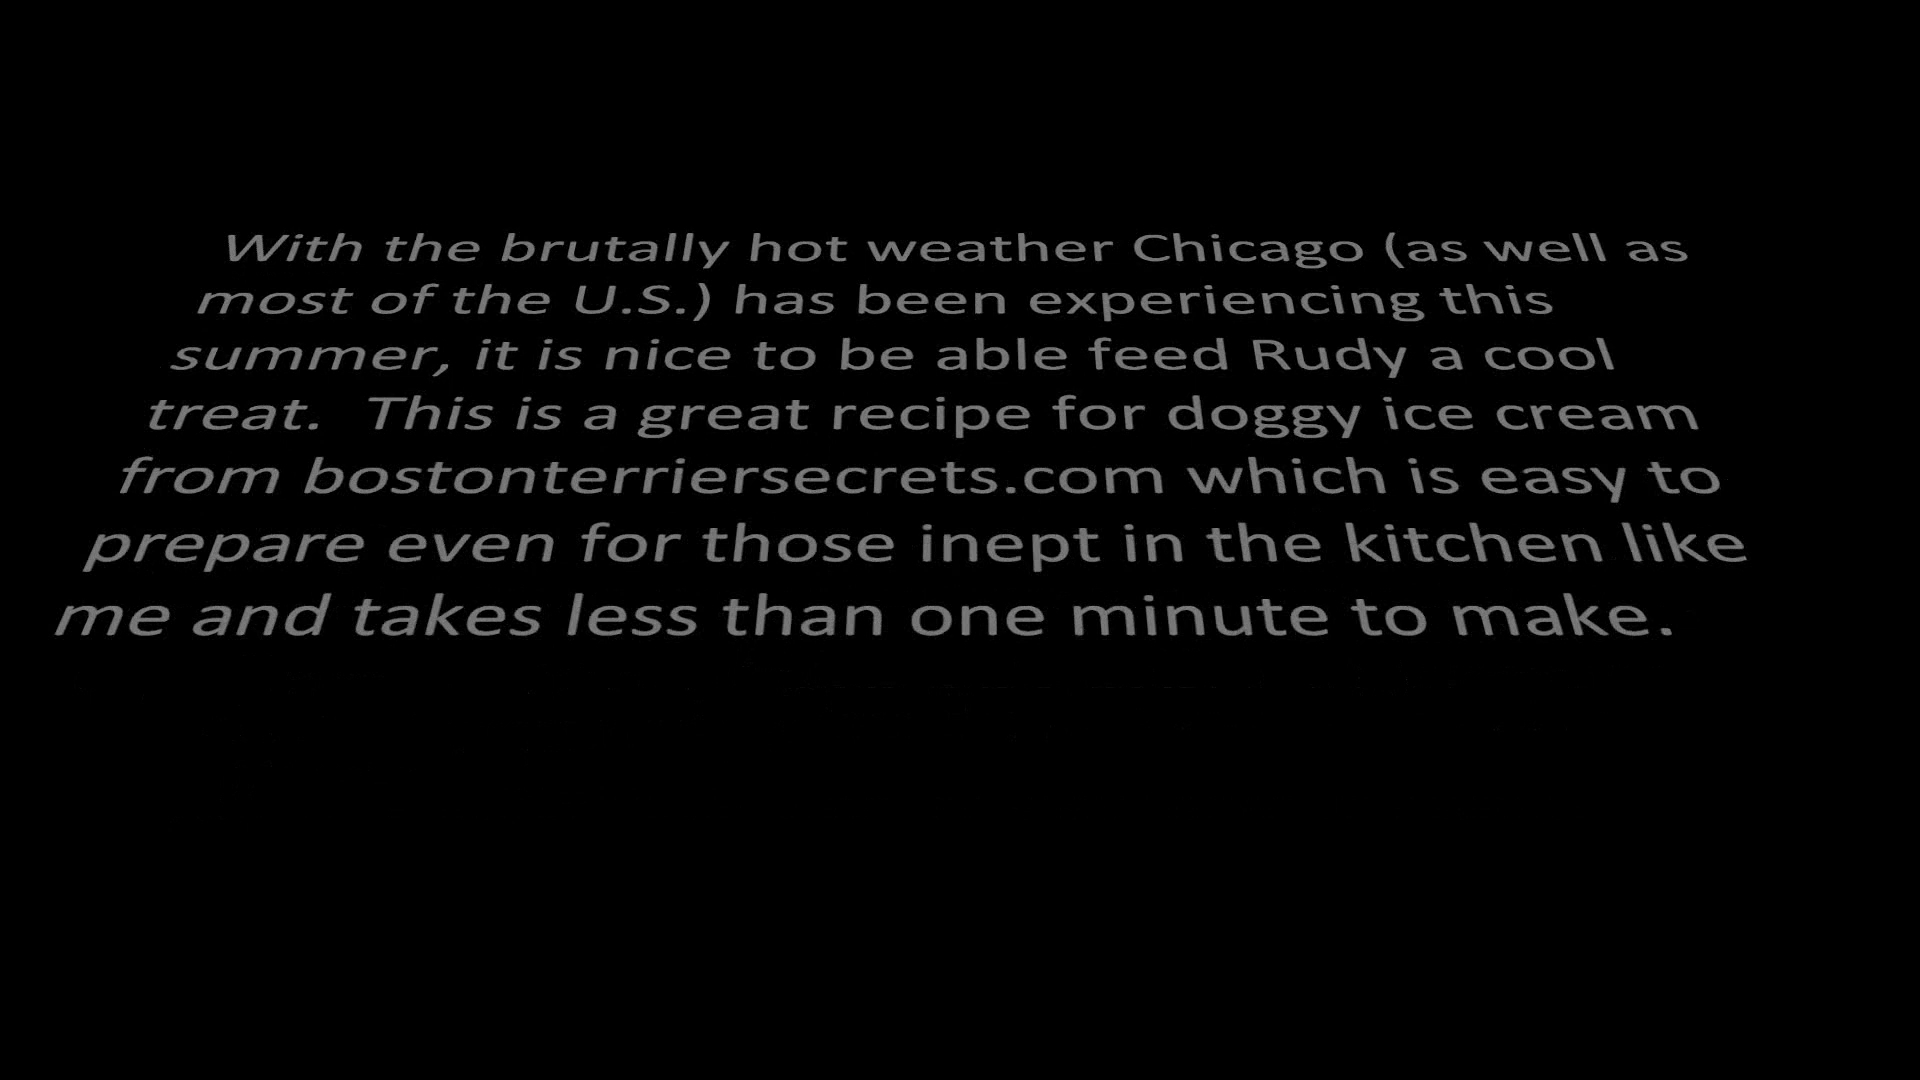 With the brutally hot weather Chicago (as well as
most of the U.S.) has been experiencing this
summer, it is nice to be able feed Rudy a cool
treat.  This is a great recipe for doggy ice cream
from bostonterriersecrets.com which is easy to
prepare even for those inept in the kitchen like
me and takes less than one minute to make.